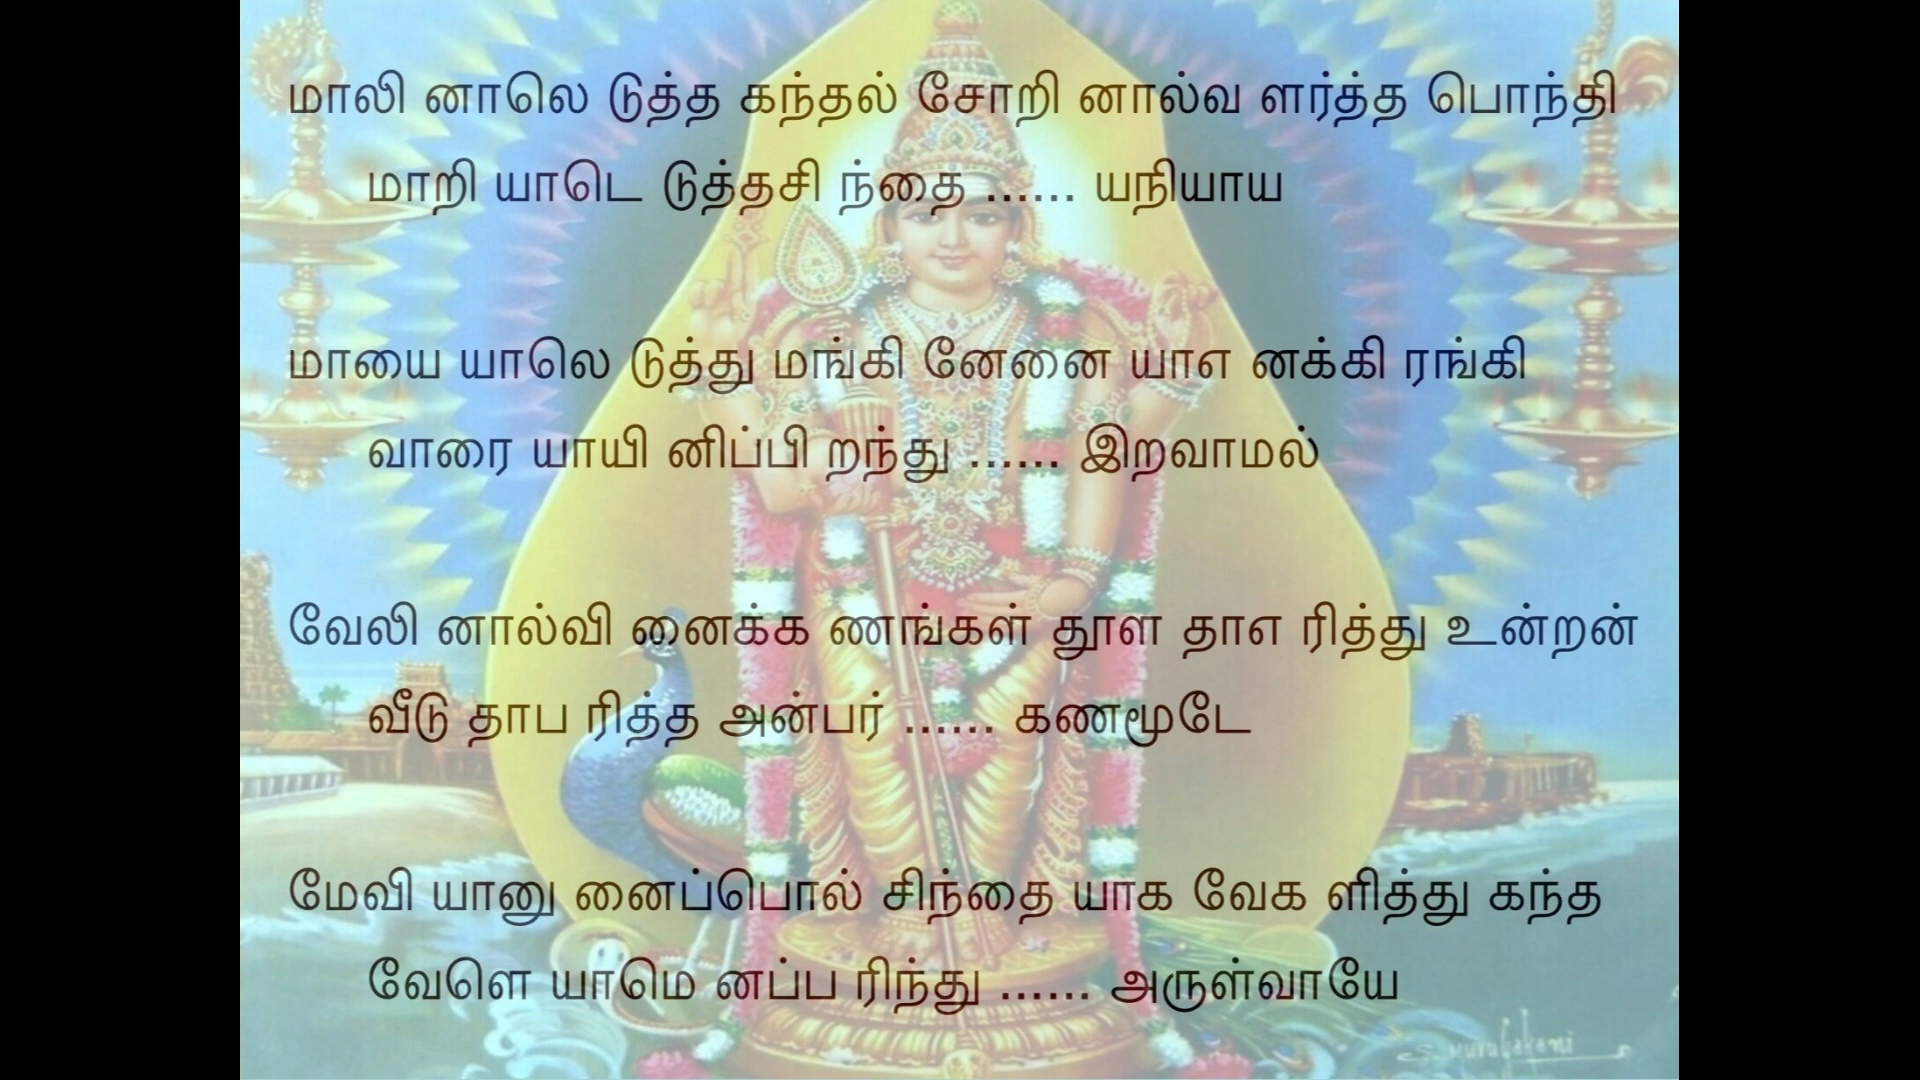 மாலி னாலெ டுத்த கந்தல் சோறி னால்வ ளர்த்த பொந்தி
மாறி யாடெ டுத்தசி ந்தை ...... யநியாய
மாயை யாலெ டுத்து மங்கி னேனை யாஎ னக்கி ரங்கி
வாரை யாயி னிப்பி றந்து ...... இறவாமல்
வேலி னால்வி னைக்க ணங்கள் தூள தாஎ ரித்து உன்றன்
வீடு தாப ரித்த அன்பர் ...... கணமூடே
மேவி யானு னைப்பொல் சிந்தை யாக வேக ளித்து கந்த
வேளெ யாமெ னப்ப ரிந்து ...... அருள்வாயே